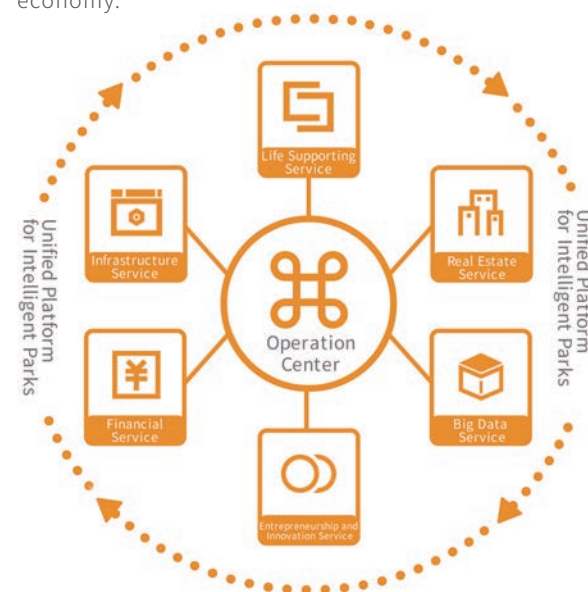 economy.
Life Supporting
Service
Infrastructure
Service
Real Estate
Service
Unified Platform
for Intelligent Parks
Operation
Center
Unified Platform
for Intelligent Parks
¥
Financial
Service
Big Data
Service
Entrepreneurship and
Innovation Service